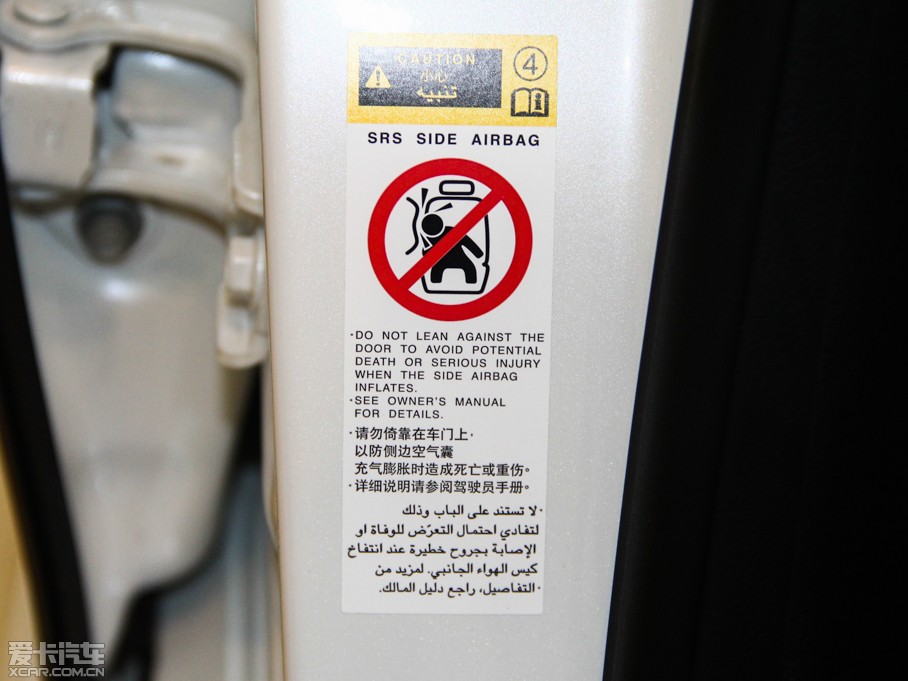 CAUTION
小心
تنبيه
4
i
SRS SIDE AIRBAG
·DO NOT LEAN AGAINST THE
DOOR TO AVOID POTENTIAL
DEATH OR SERIOUS INJURY
WHEN THE SIDE AIRBAG
INFLATES.
·SEE OWNER'S MANUAL
FOR DETAILS.
·请勿倚靠在车门上,
以防侧边空气囊
充气膨胀时造成死亡或重伤。
·详细说明请参阅驾驶员手册。
·لا تستند على الباب وذلك
لتفادي احتمال التعرّض للوفاة او
الإصابة بجروح خطيرة عند انتفاخ
كيس الهواء الجانبي. لمزيد من
·التفاصيل، راجع دليل المالك.
爱卡汽车
XCAR.COM.CN